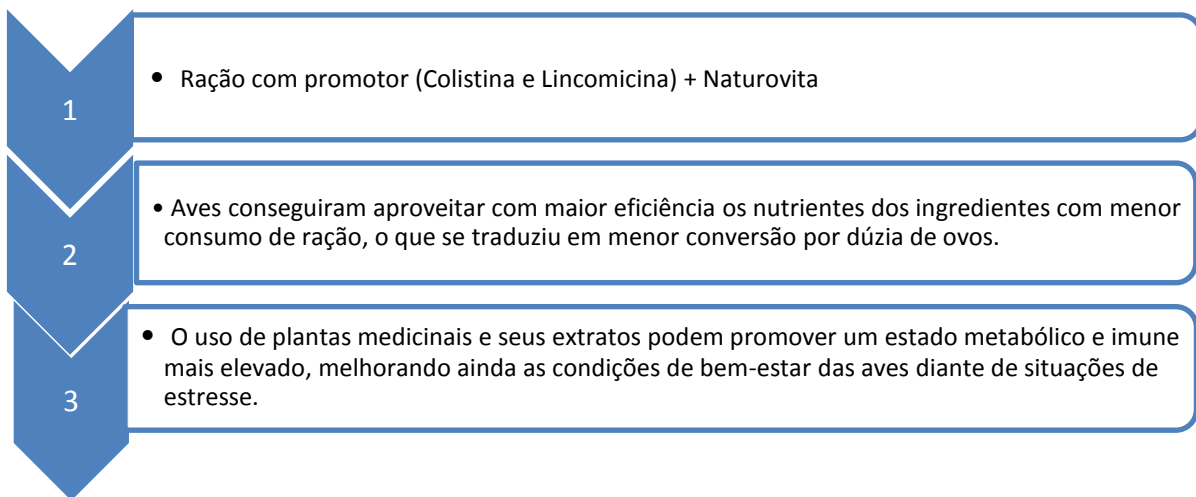 1
• Ração com promotor (Colistina e Lincomicina) + Naturovita
2
• Aves conseguiram aproveitar com maior eficiência os nutrientes dos ingredientes com menor
consumo de ração, o que se traduziu em menor conversão por dúzia de ovos.
3
• O uso de plantas medicinais e seus extratos podem promover um estado metabólico e imune
mais elevado, melhorando ainda as condições de bem-estar das aves diante de situações de
estresse.